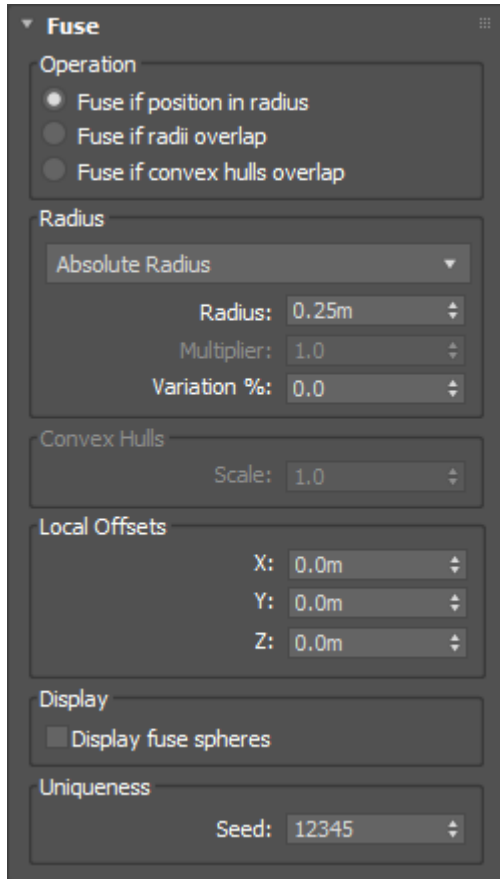 Fuse
Operation
Fuse if position in radius
Fuse if radii overlap
Fuse if convex hulls overlap
Radius
Absolute Radius
Radius: 0.25m
Multiplier: 1.0
Variation %: 0.0
Convex Hulls
Scale: 1.0
Local Offsets
X: 0.0m
Y: 0.0m
Z: 0.0m
Display
Display fuse spheres
Uniqueness
Seed: 12345